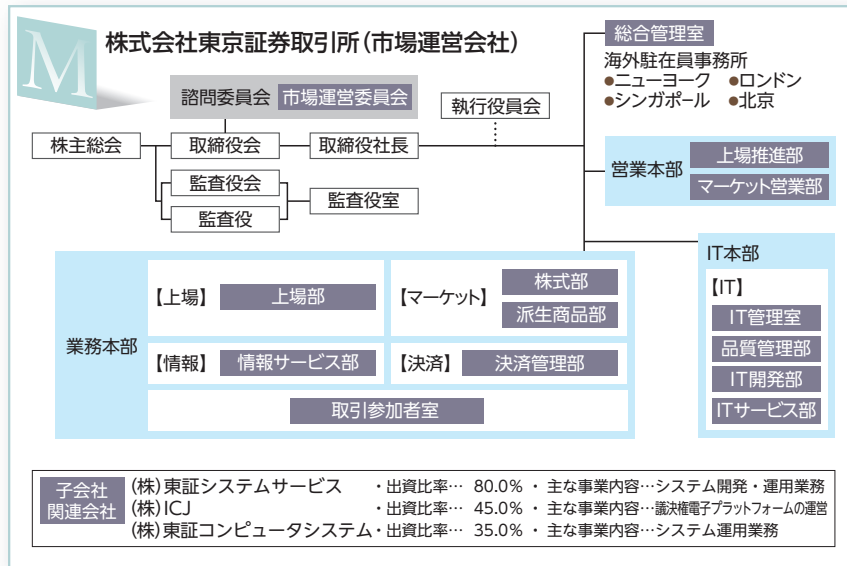 M
株式会社東京証券取引所(市場運営会社)
諮問委員会 市場運営委員会
執行役員会
株主総会
取締役会
取締役社長
監査役会
監査役
監査役室
総合管理室
海外駐在員事務所
●ニューヨーク ●ロンドン
●シンガポール ●北京
営業本部
上場推進部
マーケット営業部
IT本部
【IT】
IT管理室
品質管理部
IT開発部
ITサービス部
業務本部
【上場】 上場部
【マーケット】
株式部
派生商品部
【情報】 情報サービス部
【決済】 決済管理部
取引参加者室
子会社
関連会社
(株)東証システムサービス ・出資比率… 80.0% ・ 主な事業内容…システム開発・運用業務
(株)ICJ ・出資比率… 45.0% ・ 主な事業内容…議決権電子プラットフォームの運営
(株)東証コンピュータシステム・出資比率… 35.0% ・ 主な事業内容…システム運用業務